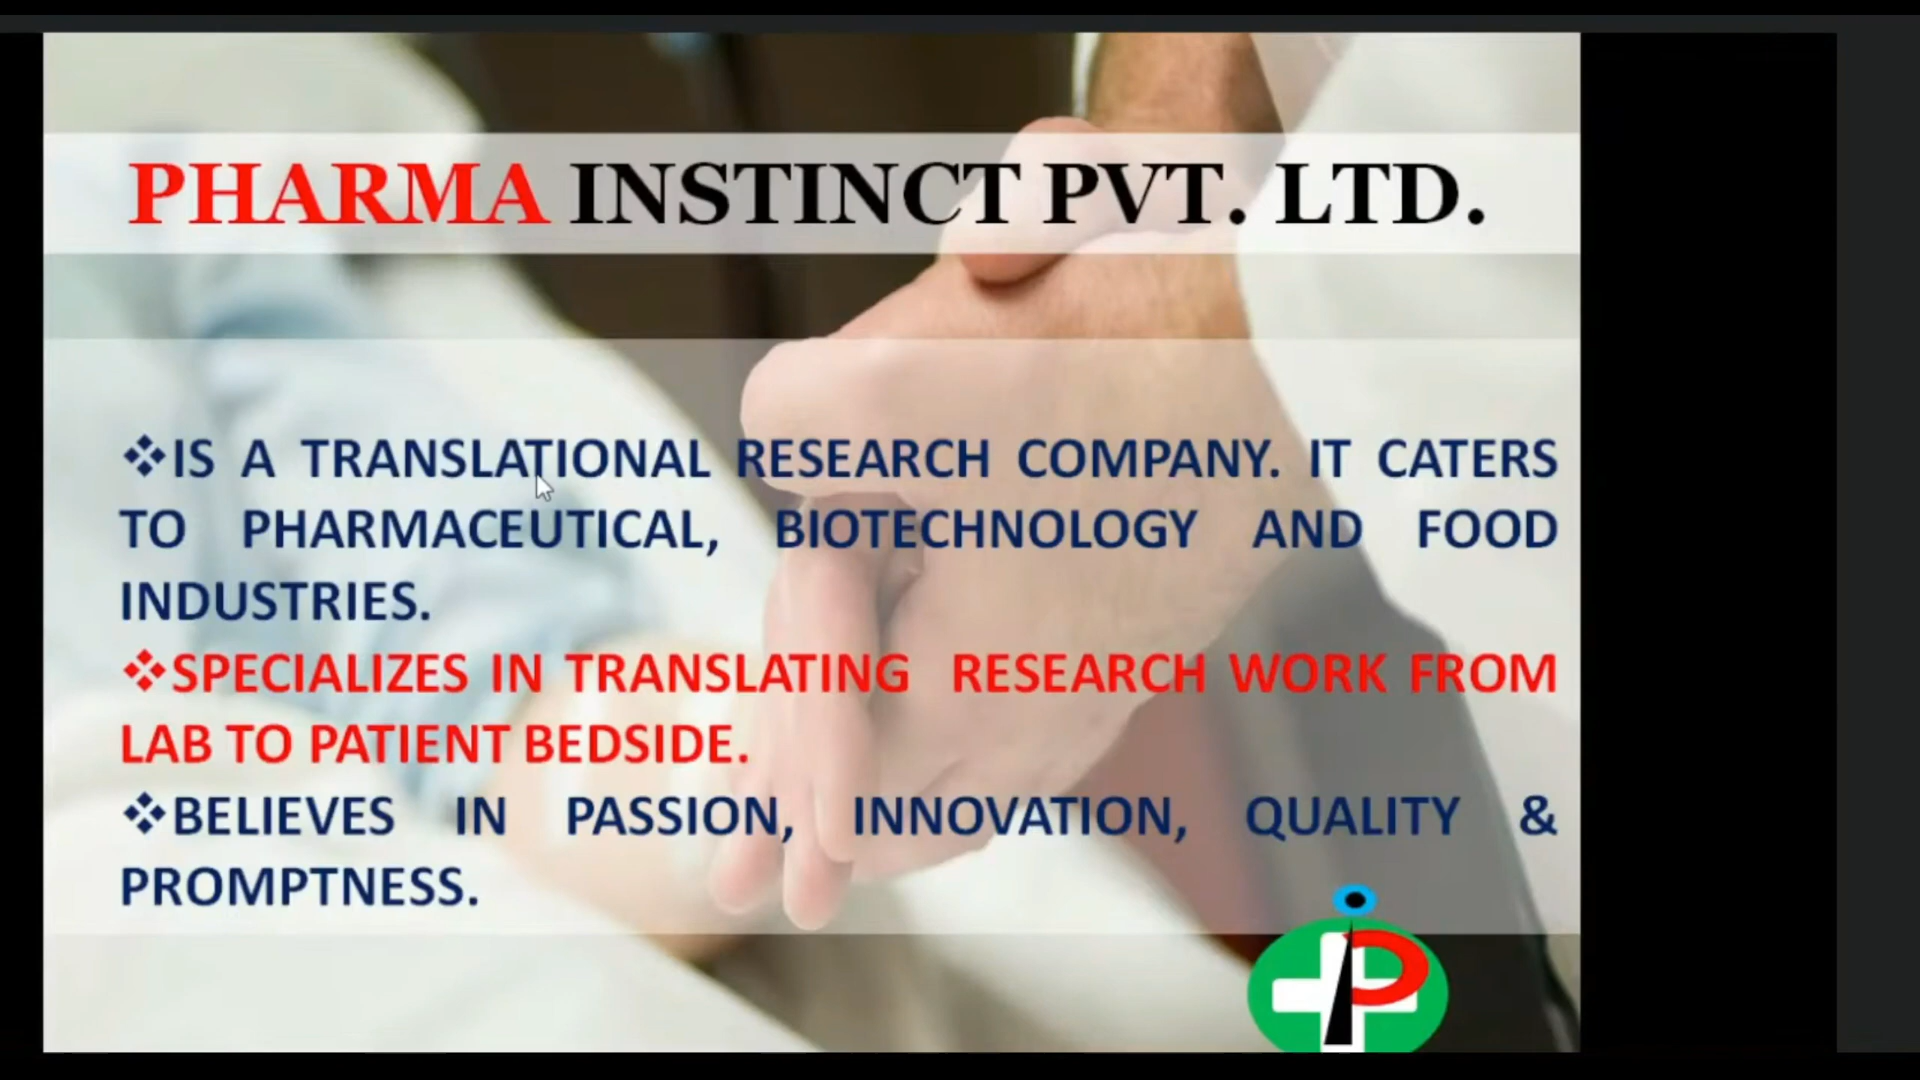 PHARMA INSTINCT PVT. LTD.
❖IS A TRANSLATIONAL RESEARCH COMPANY. IT CATERS
TO PHARMACEUTICAL, BIOTECHNOLOGY AND FOOD
INDUSTRIES.
❖SPECIALIZES IN TRANSLATING RESEARCH WORK FROM
LAB TO PATIENT BEDSIDE.
❖BELIEVES IN PASSION, INNOVATION, QUALITY &
PROMPTNESS.